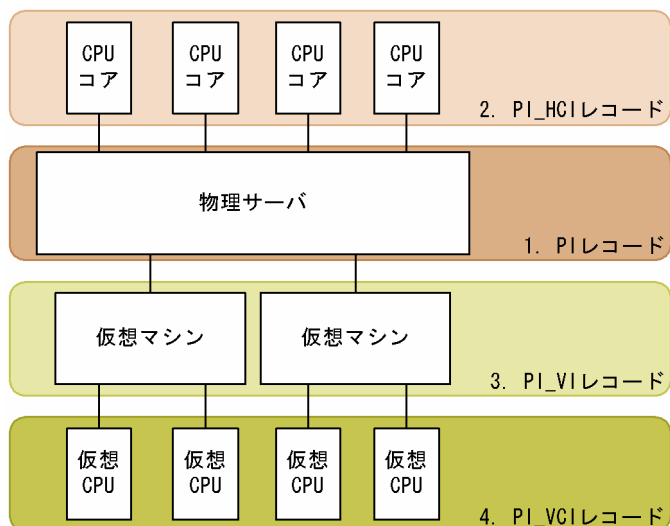 CPU
コア
CPU
コア
CPU
コア
CPU
コア
2. PI_HCIレコード
物理サーバ
1. PIレコード
仮想マシン
仮想マシン
3. PI_VIレコード
仮想
CPU
仮想
CPU
仮想
CPU
仮想
CPU
4. PI_VCIレコード